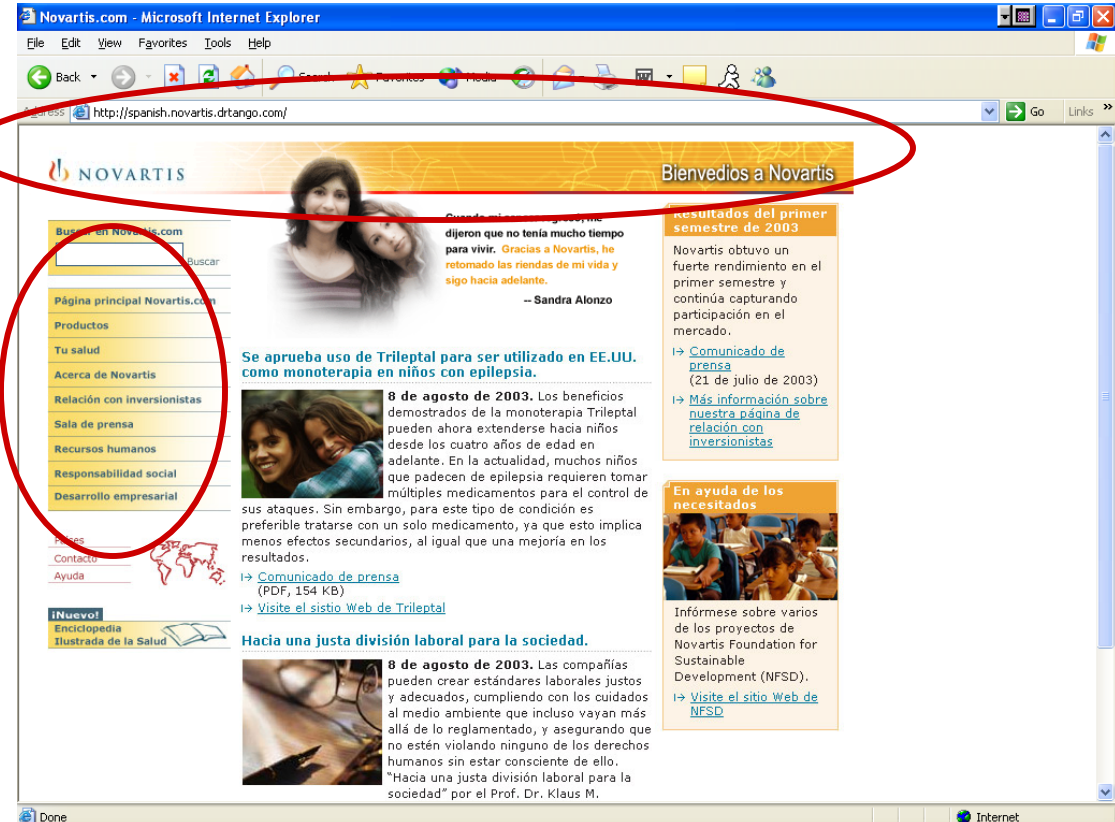 Novartis.com - Microsoft Internet Explorer
File Edit View Favorites Tools Help
Back Favorites Media
Address http://spanish.novartis.drtango.com/ Go Links
NOVARTIS
Bienvedios a Novartis
Buscar en Novartis.com
Buscar
Página principal Novartis.com
Productos
Tu salud
Acerca de Novartis
Relación con inversionistas
Sala de prensa
Recursos humanos
Responsabilidad social
Desarrollo empresarial
Países
Contacto
Ayuda
¡Nuevo!
Enciclopedia
Ilustrada de la Salud
dijeron que no tenía mucho tiempo
para vivir. Gracias a Novartis, he
retomado las riendas de mi vida y
sigo hacia adelante.
-- Sandra Alonzo
Se aprueba uso de Trileptal para ser utilizado en EE.UU.
como monoterapia en niños con epilepsia.
8 de agosto de 2003. Los beneficios
demostrados de la monoterapia Trileptal
pueden ahora extenderse hacia niños
desde los cuatro años de edad en
adelante. En la actualidad, muchos niños
que padecen de epilepsia requieren tomar
múltiples medicamentos para el control de
sus ataques. Sin embargo, para este tipo de condición es
preferible tratarse con un solo medicamento, ya que esto implica
menos efectos secundarios, al igual que una mejoría en los
resultados.
Comunicado de prensa
(PDF, 154 KB)
Visite el sistio Web de Trileptal
Hacia una justa división laboral para la sociedad.
8 de agosto de 2003. Las compañías
pueden crear estándares laborales justos
y adecuados, cumpliendo con los cuidados
al medio ambiente que incluso vayan más
allá de lo reglamentado, y asegurando que
no estén violando ninguno de los derechos
humanos sin estar consciente de ello.
"Hacia una justa división laboral para la
sociedad" por el Prof. Dr. Klaus M.
Resultados del primer
semestre de 2003
Novartis obtuvo un
fuerte rendimiento en el
primer semestre y
continúa capturando
participación en el
mercado.
Comunicado de
prensa
(21 de julio de 2003)
Más información sobre
nuestra página de
relación con
inversionistas
En ayuda de los
necesitados
Infórmese sobre varios
de los proyectos de
Novartis Foundation for
Sustainable
Development (NFSD).
Visite el sitio Web de
NFSD
Done Internet